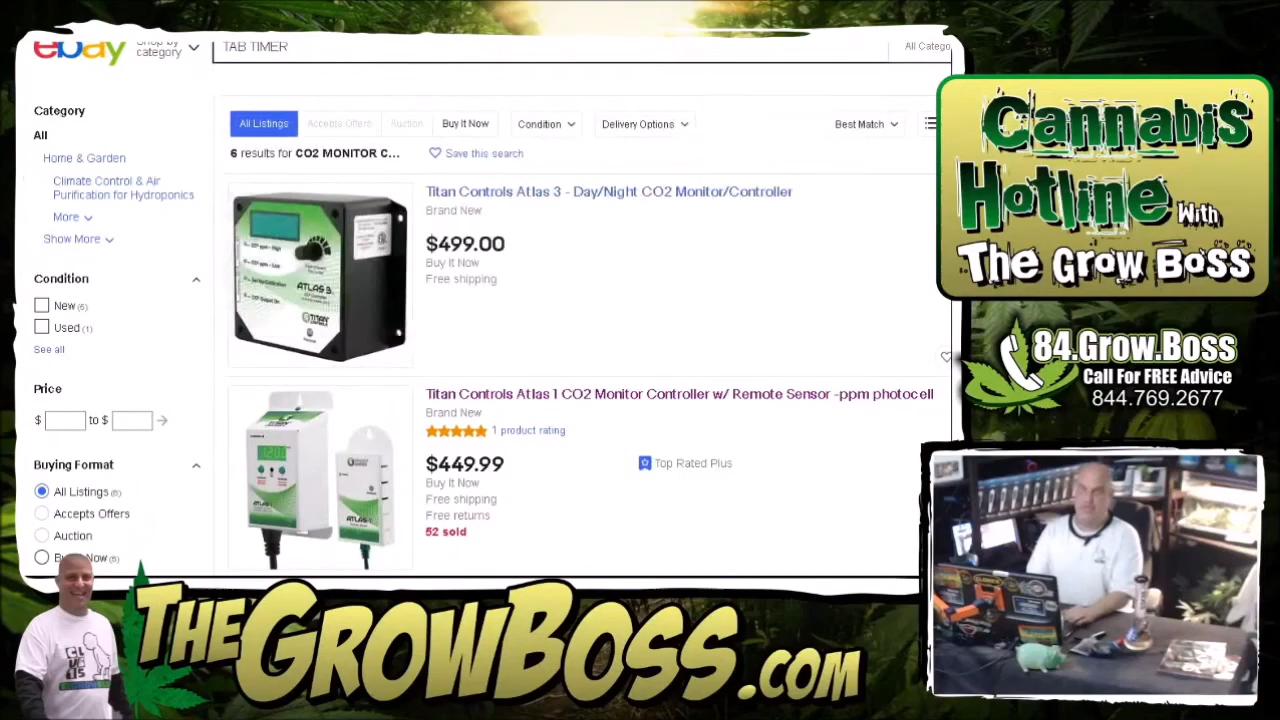 ebay
Shop by
category
TAB TIMER
All Catego
Category
All
Home & Garden
Climate Control & Air
Purification for Hydroponics
More
Show More
Condition
New (5)
Used (1)
See all
Price
$ to $
Buying Format
All Listings (6)
Accepts Offers
Auction
All Listings
Accepts Offers
Auction
Buy It Now
Condition
Delivery Options
Best Match
6 results for CO2 MONITOR C...
Save this search
Titan Controls Atlas 3 - Day/Night CO2 Monitor/Controller
Brand New
$499.00
Buy It Now
Free shipping
ATLAS 3
TITAN
Titan Controls Atlas 1 CO2 Monitor Controller w/ Remote Sensor -ppm photocell
Brand New
1 product rating
$449.99
Top Rated Plus
Buy It Now
Free shipping
Free returns
52 sold
Cannabis
Hotline With
The Grow Boss
84.Grow.Boss
Call For FREE Advice
844.769.2677
TheGrowBoss.com